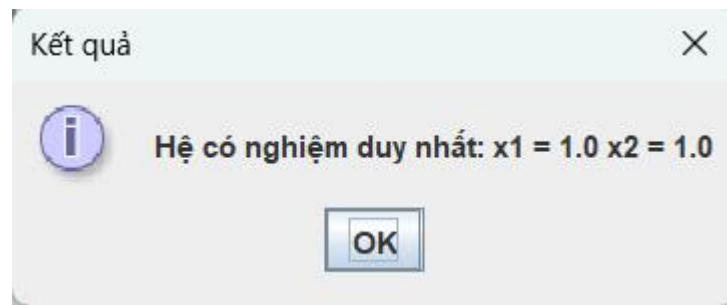 Kết quả
Hệ có nghiệm duy nhất: x1 = 1.0 x2 = 1.0
OK